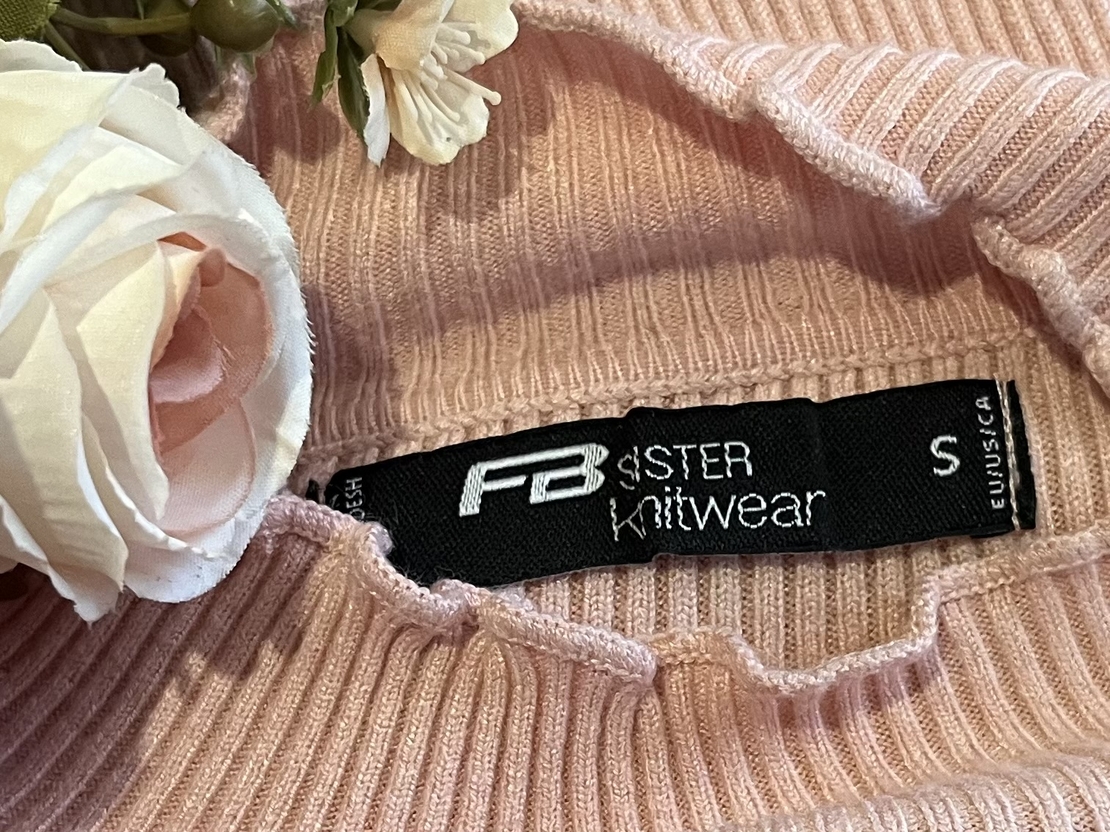 FB SISTER
knitwear
S
EU/US/CA